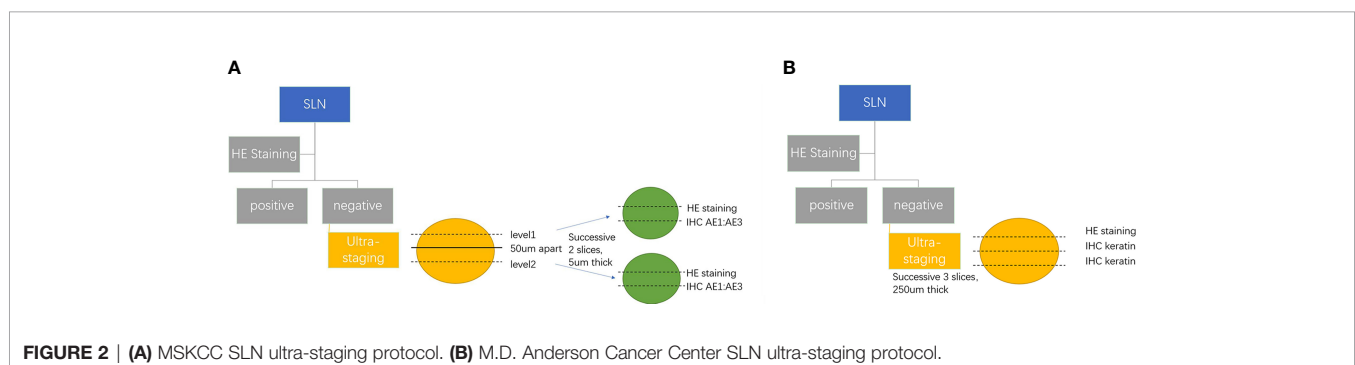 A
SLN
HE Staining
positive
negative
Ultra-
staging
level1
50um apart
level2
Successive
2 slices,
5um thick
HE staining
IHC AE1:AE3
HE staining
IHC AE1:AE3
B
SLN
HE Staining
positive
negative
Ultra-
staging
Successive 3 slices,
250um thick
HE staining
IHC keratin
IHC keratin
FIGURE 2 | (A) MSKCC SLN ultra-staging protocol. (B) M.D. Anderson Cancer Center SLN ultra-staging protocol.